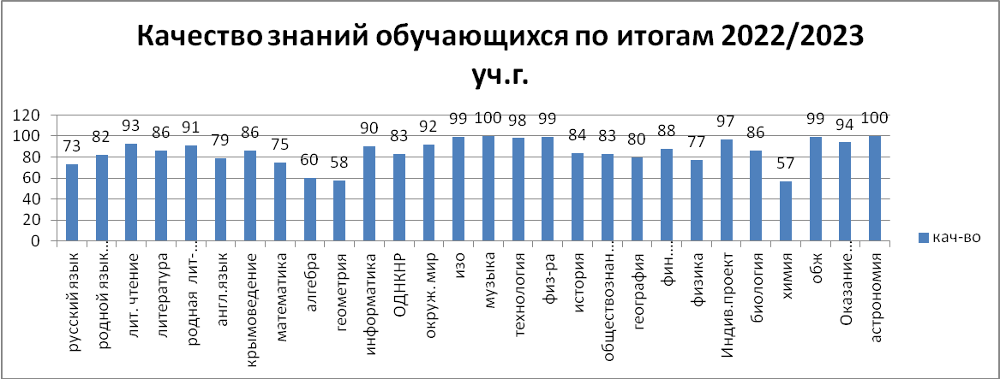 Качество знаний обучающихся по итогам 2022/2023
уч.г.
120
100
80
60
40
20
0
73
82
93
86
91
79
86
75
60
58
90
83
92
99
100
98
99
84
83
80
88
77
97
86
57
99
94
100
русский язык
родной язык...
лит. чтение
литература
родная лит-...
англ.язык
крымоведение
математика
алгебра
геометрия
информатика
ОДНКНР
окруж. мир
изо
музыка
технология
физ-ра
история
обществознан...
география
фин....
физика
Индив.проект
биология
химия
обж
Оказание...
астрономия
кач-во